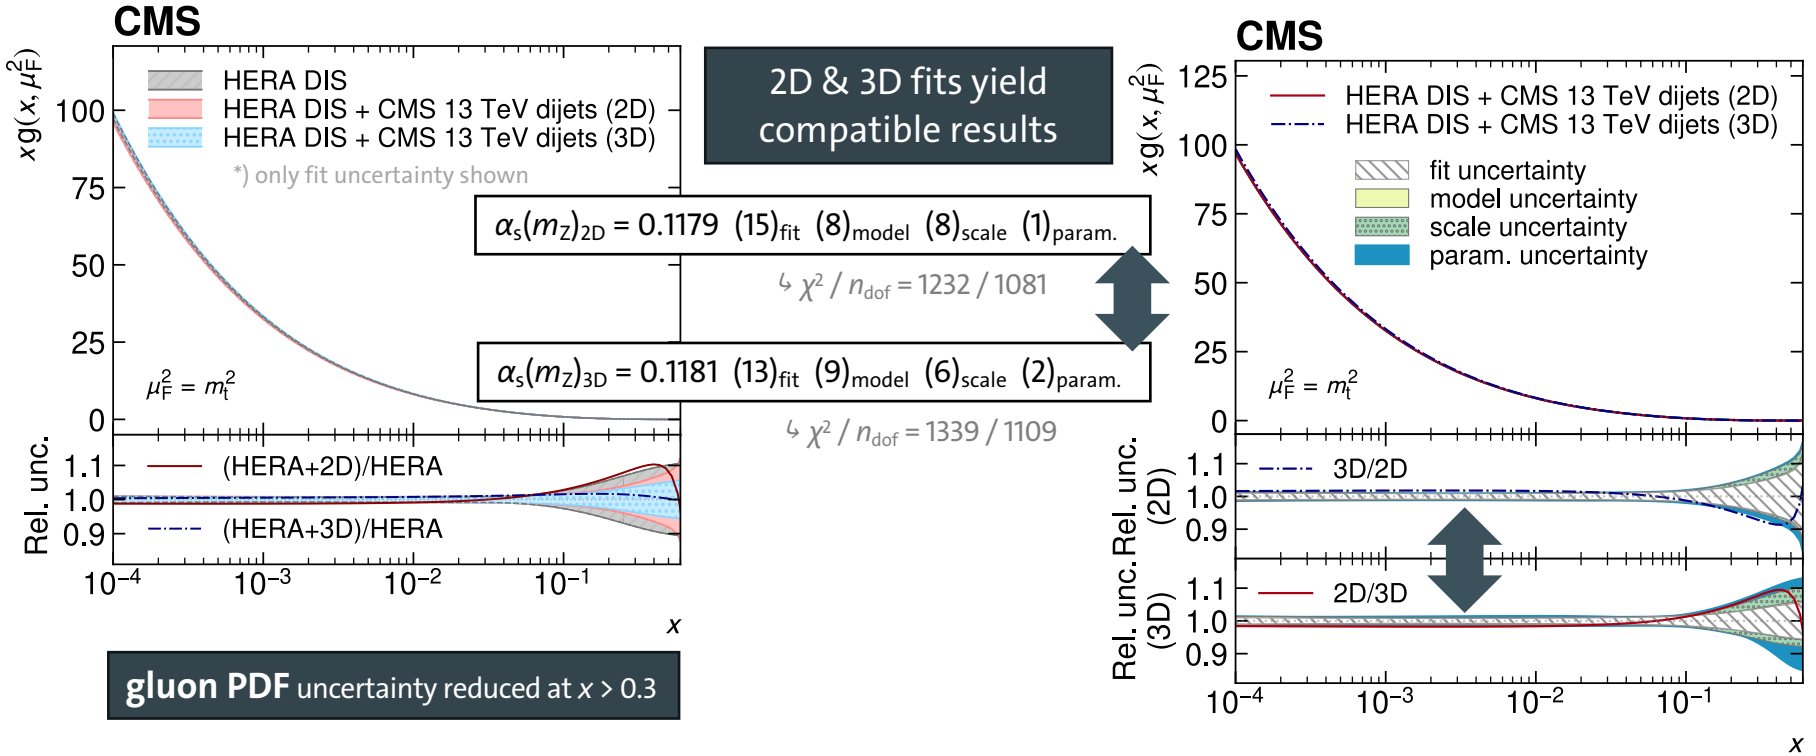 CMS
xg(x, μ_F^2)
HERA DIS
HERA DIS + CMS 13 TeV dijets (2D)
HERA DIS + CMS 13 TeV dijets (3D)
*) only fit uncertainty shown
100
75
50
25
0
μ_F^2 = m_t^2
Rel. unc.
1.1
1.0
0.9
(HERA+2D)/HERA
(HERA+3D)/HERA
10^−4
10^−3
10^−2
10^−1
x
gluon PDF uncertainty reduced at x > 0.3
2D & 3D fits yield
compatible results
α_s(m_Z)_2D = 0.1179 (15)_fit (8)_model (8)_scale (1)_param.
↳ χ² / n_dof = 1232 / 1081
α_s(m_Z)_3D = 0.1181 (13)_fit (9)_model (6)_scale (2)_param.
↳ χ² / n_dof = 1339 / 1109
CMS
xg(x, μ_F^2)
HERA DIS + CMS 13 TeV dijets (2D)
HERA DIS + CMS 13 TeV dijets (3D)
fit uncertainty
model uncertainty
scale uncertainty
param. uncertainty
125
100
75
50
25
0
μ_F^2 = m_t^2
Rel. unc.
(2D)
1.1
1.0
0.9
3D/2D
Rel. unc.
(3D)
1.1
1.0
0.9
2D/3D
10^−4
10^−3
10^−2
10^−1
x